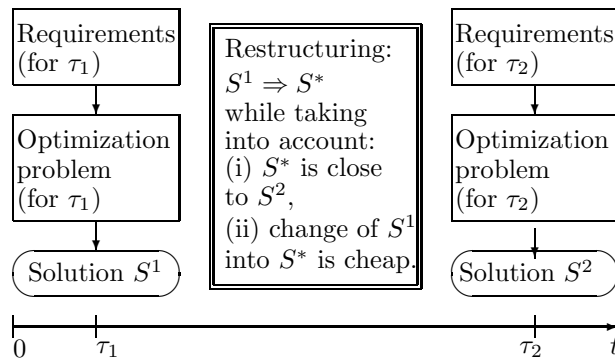 Requirements
(for τ₁)
Optimization
problem
(for τ₁)
Solution S¹
Restructuring:
S¹ ⇒ S*
while taking
into account:
(i) S* is close
to S²,
(ii) change of S¹
into S* is cheap.
Requirements
(for τ₂)
Optimization
problem
(for τ₂)
Solution S²
0 τ₁ τ₂ t